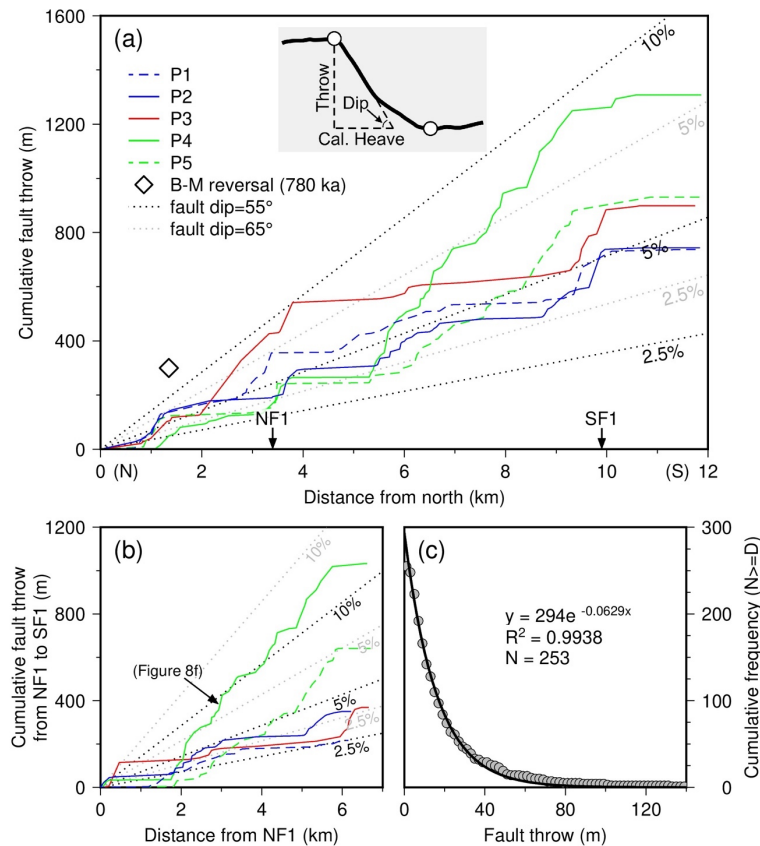 1600
(a)
10%
P1
P2
P3
P4
P5
B-M reversal (780 ka)
fault dip=55°
fault dip=65°
Throw
Dip
Cal. Heave
1200
5%
Cumulative fault throw (m)
800
5%
2.5%
400
2.5%
NF1
SF1
0
0
(N)
2
4
6
8
10
(S)
12
Distance from north (km)
1200
(b)
10%
10%
800
5%
(Figure 8f)
Cumulative fault throw
from NF1 to SF1 (m)
400
5%
2.5%
2.5%
0
0
2
4
6
Distance from NF1 (km)
(c)
300
y = 294e -0.0629x
R2 = 0.9938
N = 253
200
100
0
Cumulative frequency (N>=D)
0
40
80
120
Fault throw (m)